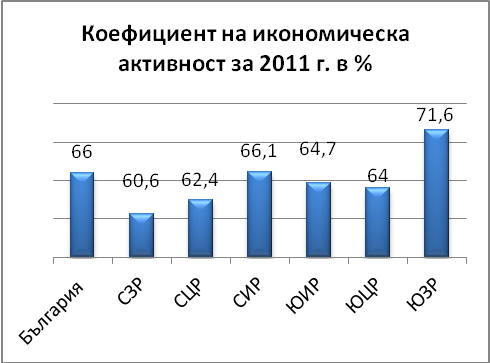 Коефициент на икономическа
активност за 2011 г. в %
66
60,6
62,4
66,1
64,7
64
71,6
България
СЗР
СЦР
СИР
ЮИР
ЮЦР
ЮЗР